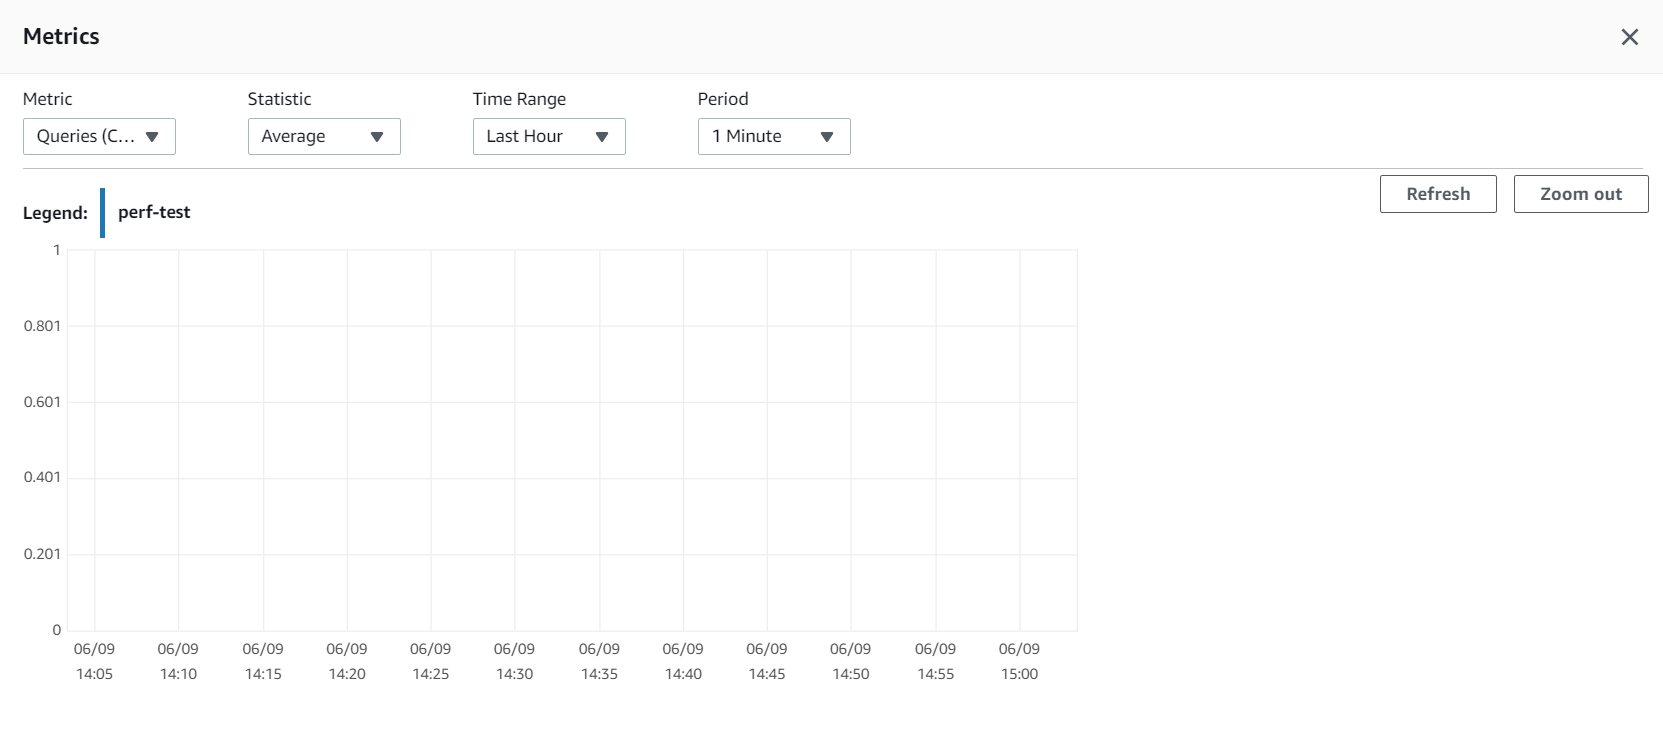 Metrics
Metric
Statistic
Time Range
Period
Queries (C...
Average
Last Hour
1 Minute
Refresh
Zoom out
Legend:
perf-test
1
0.801
0.601
0.401
0.201
0
06/09 06/09 06/09 06/09 06/09 06/09 06/09 06/09 06/09 06/09 06/09 06/09
14:05 14:10 14:15 14:20 14:25 14:30 14:35 14:40 14:45 14:50 14:55 15:00